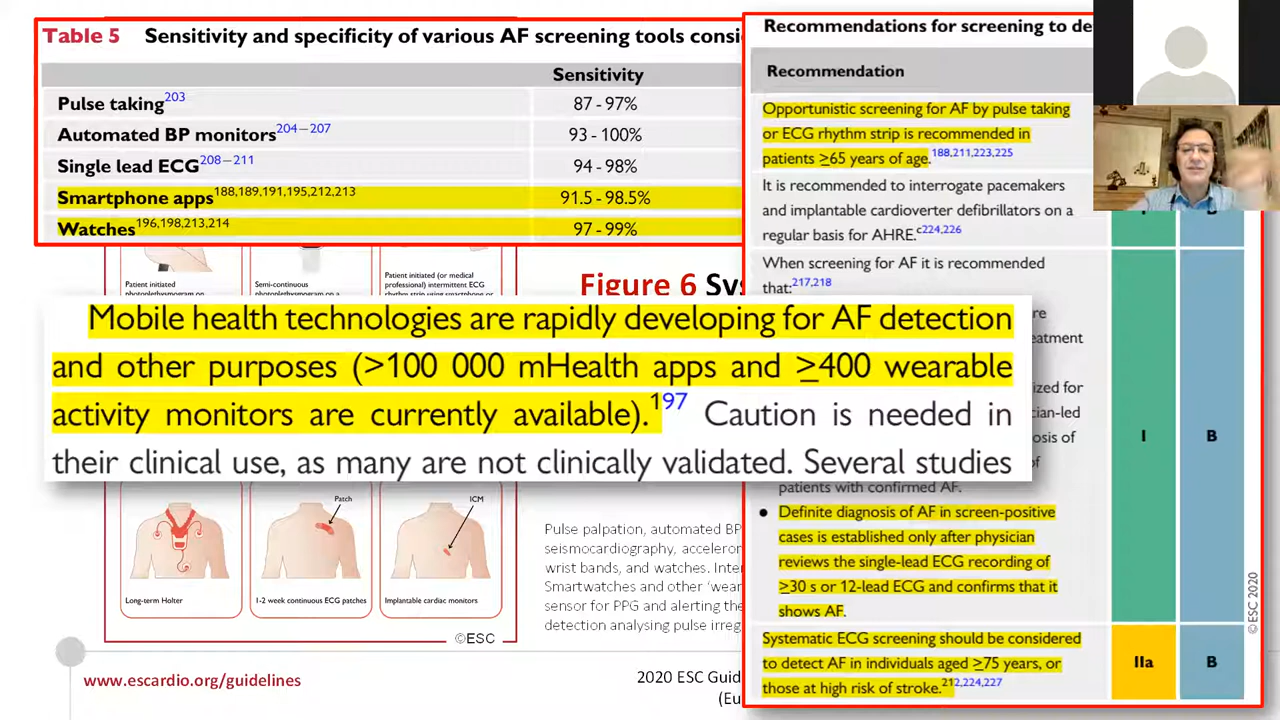 Table 5 Sensitivity and specificity of various AF screening tools consi
Sensitivity
Pulse taking203 87 - 97%
Automated BP monitors204–207 93 - 100%
Single lead ECG208–211 94 - 98%
Smartphone apps188,189,191,195,212,213 91.5 - 98.5%
Watches196,198,213,214 97 - 99%
Patient initiated
Semi-continuous
Patient initiated (or medical
professional) intermittent ECG
Figure 6 Sys
Mobile health technologies are rapidly developing for AF detection
and other purposes (>100 000 mHealth apps and ≥400 wearable
activity monitors are currently available).197 Caution is needed in
their clinical use, as many are not clinically validated. Several studies
Patch
ICM
Long-term Holter
1-2 week continuous ECG patches
Implantable cardiac monitors
©ESC
Pulse palpation, automated BP
seismocardiography, acceleron
wrist bands, and watches. Inter
Smartwatches and other 'wear
sensor for PPG and alerting the
detection analysing pulse irreg
www.escardio.org/guidelines
2020 ESC Guid
(Eu
Recommendations for screening to de
Recommendation
Opportunistic screening for AF by pulse taking
or ECG rhythm strip is recommended in
patients ≥65 years of age.188,211,223,225
It is recommended to interrogate pacemakers
and implantable cardioverter defibrillators on a
regular basis for AHRE.c224,226
When screening for AF it is recommended
that:217,218
re
eatment
ized for
cian-led
osis of
of
I B
patients with confirmed AF.
● Definite diagnosis of AF in screen-positive
cases is established only after physician
reviews the single-lead ECG recording of
≥30 s or 12-lead ECG and confirms that it
shows AF.
Systematic ECG screening should be considered
to detect AF in individuals aged ≥75 years, or
those at high risk of stroke.212,224,227
IIa B
©ESC 2020